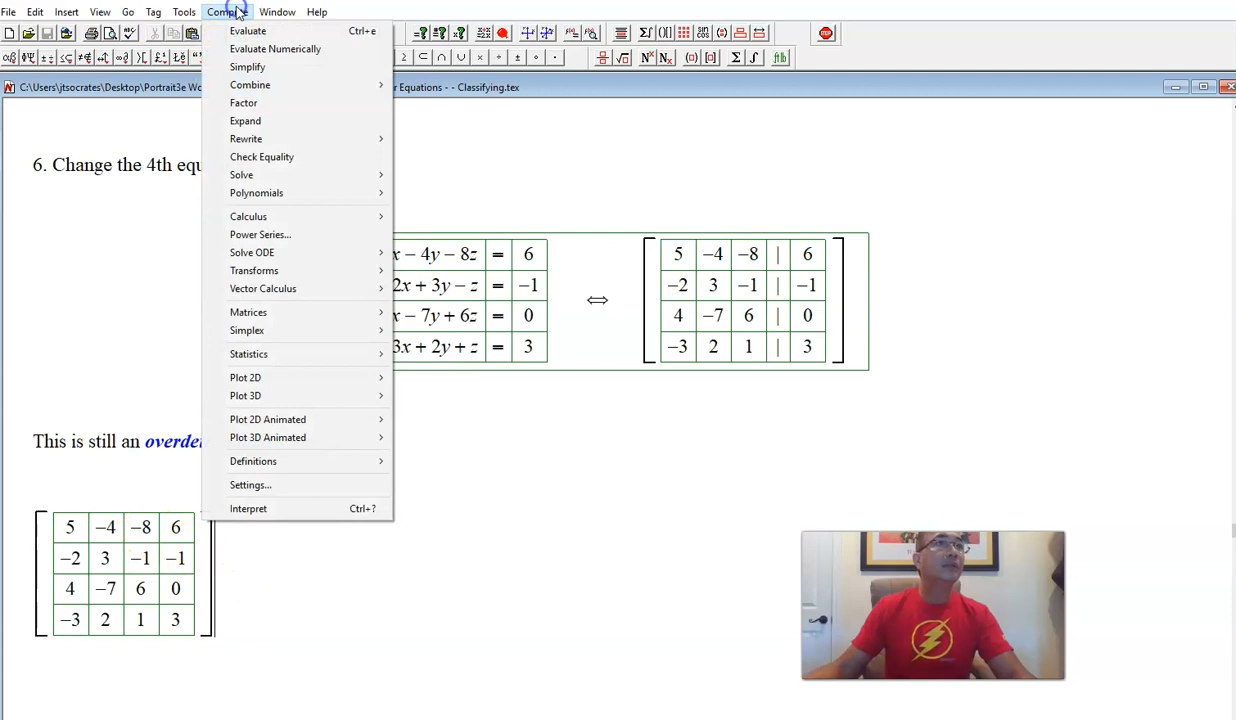 File Edit Insert View Go Tag Tools Window Help
Evaluate Ctrl+e
Evaluate Numerically
Simplify
Combine
Factor
Expand
Rewrite
Check Equality
Solve
Polynomials
Calculus
Power Series...
Solve ODE
Transforms
Vector Calculus
Matrices
Simplex
Statistics
Plot 2D
Plot 3D
Plot 2D Animated
Plot 3D Animated
Definitions
Settings...
Interpret Ctrl+?
C:\Users\jtsocrates\Desktop\Portrait3e Wo
r Equations - - Classifying.tex
6. Change the 4th equ
x − 4y − 8z = 6 ⇔ 5 −4 −8 | 6
2x + 3y − z = −1 −2 3 −1 | −1
x − 7y + 6z = 0 4 −7 6 | 0
3x + 2y + z = 3 −3 2 1 | 3
This is still an overdet
5 −4 −8 6
−2 3 −1 −1
4 −7 6 0
−3 2 1 3